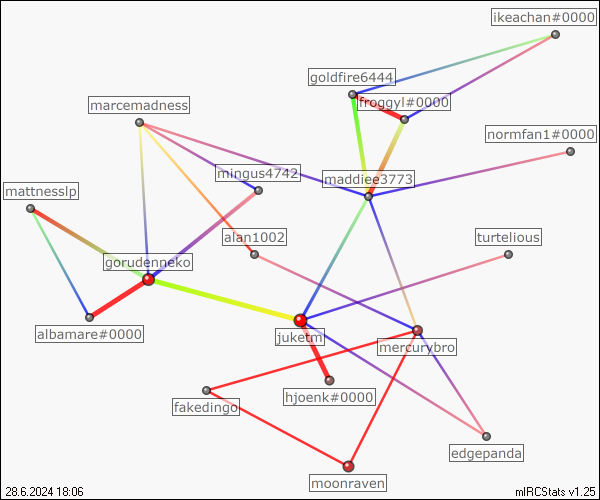 ikeachan#0000
goldfire6444
froggyl#0000
marcemadness
normfan1#0000
mingus4742
maddiee3773
mattnesslp
alan1002
turtelious
gorudenneko
albamare#0000
juketm
mercurybro
hjoenk#0000
fakedingo
edgepanda
moonraven
28.6.2024 18:06
mIRCStats v1.25